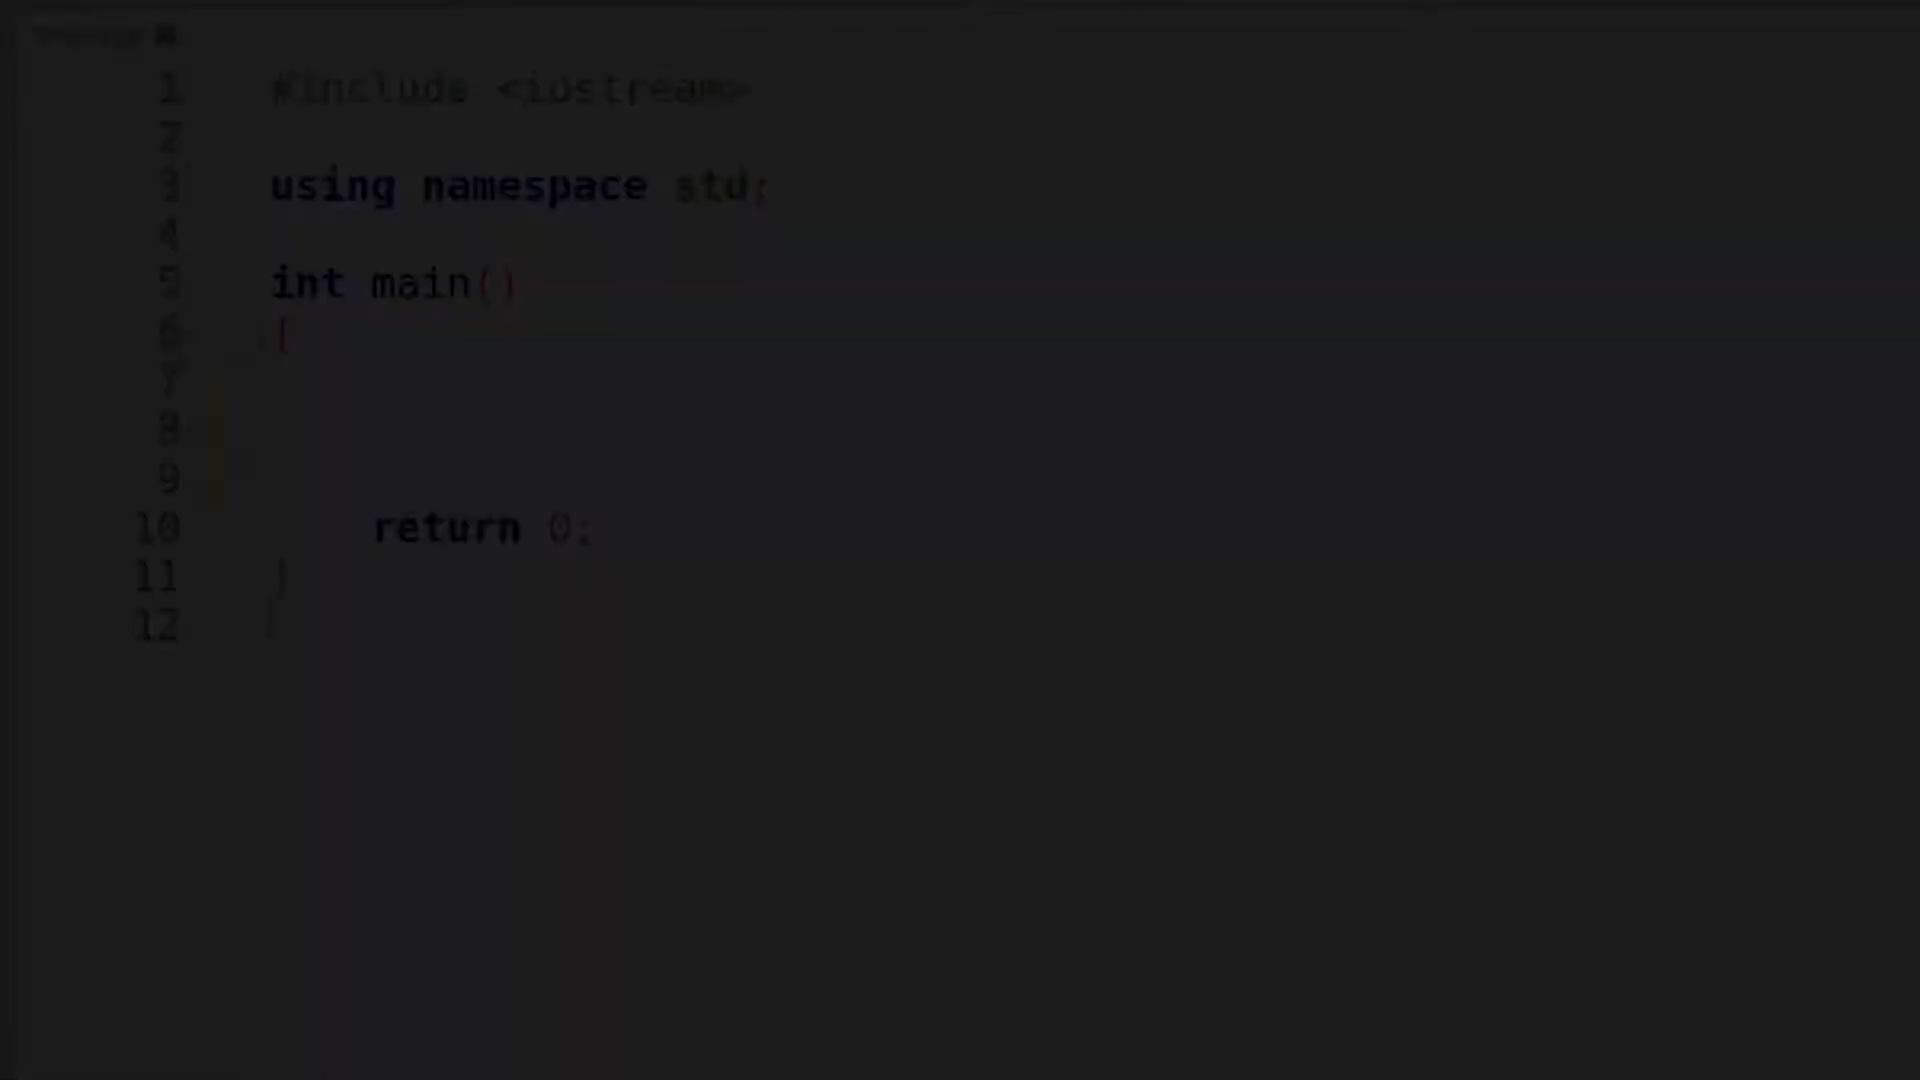 1 #include <iostream>
2
3 using namespace std;
4
5 int main()
6 {
7
8
9
10 return 0;
11 }
12